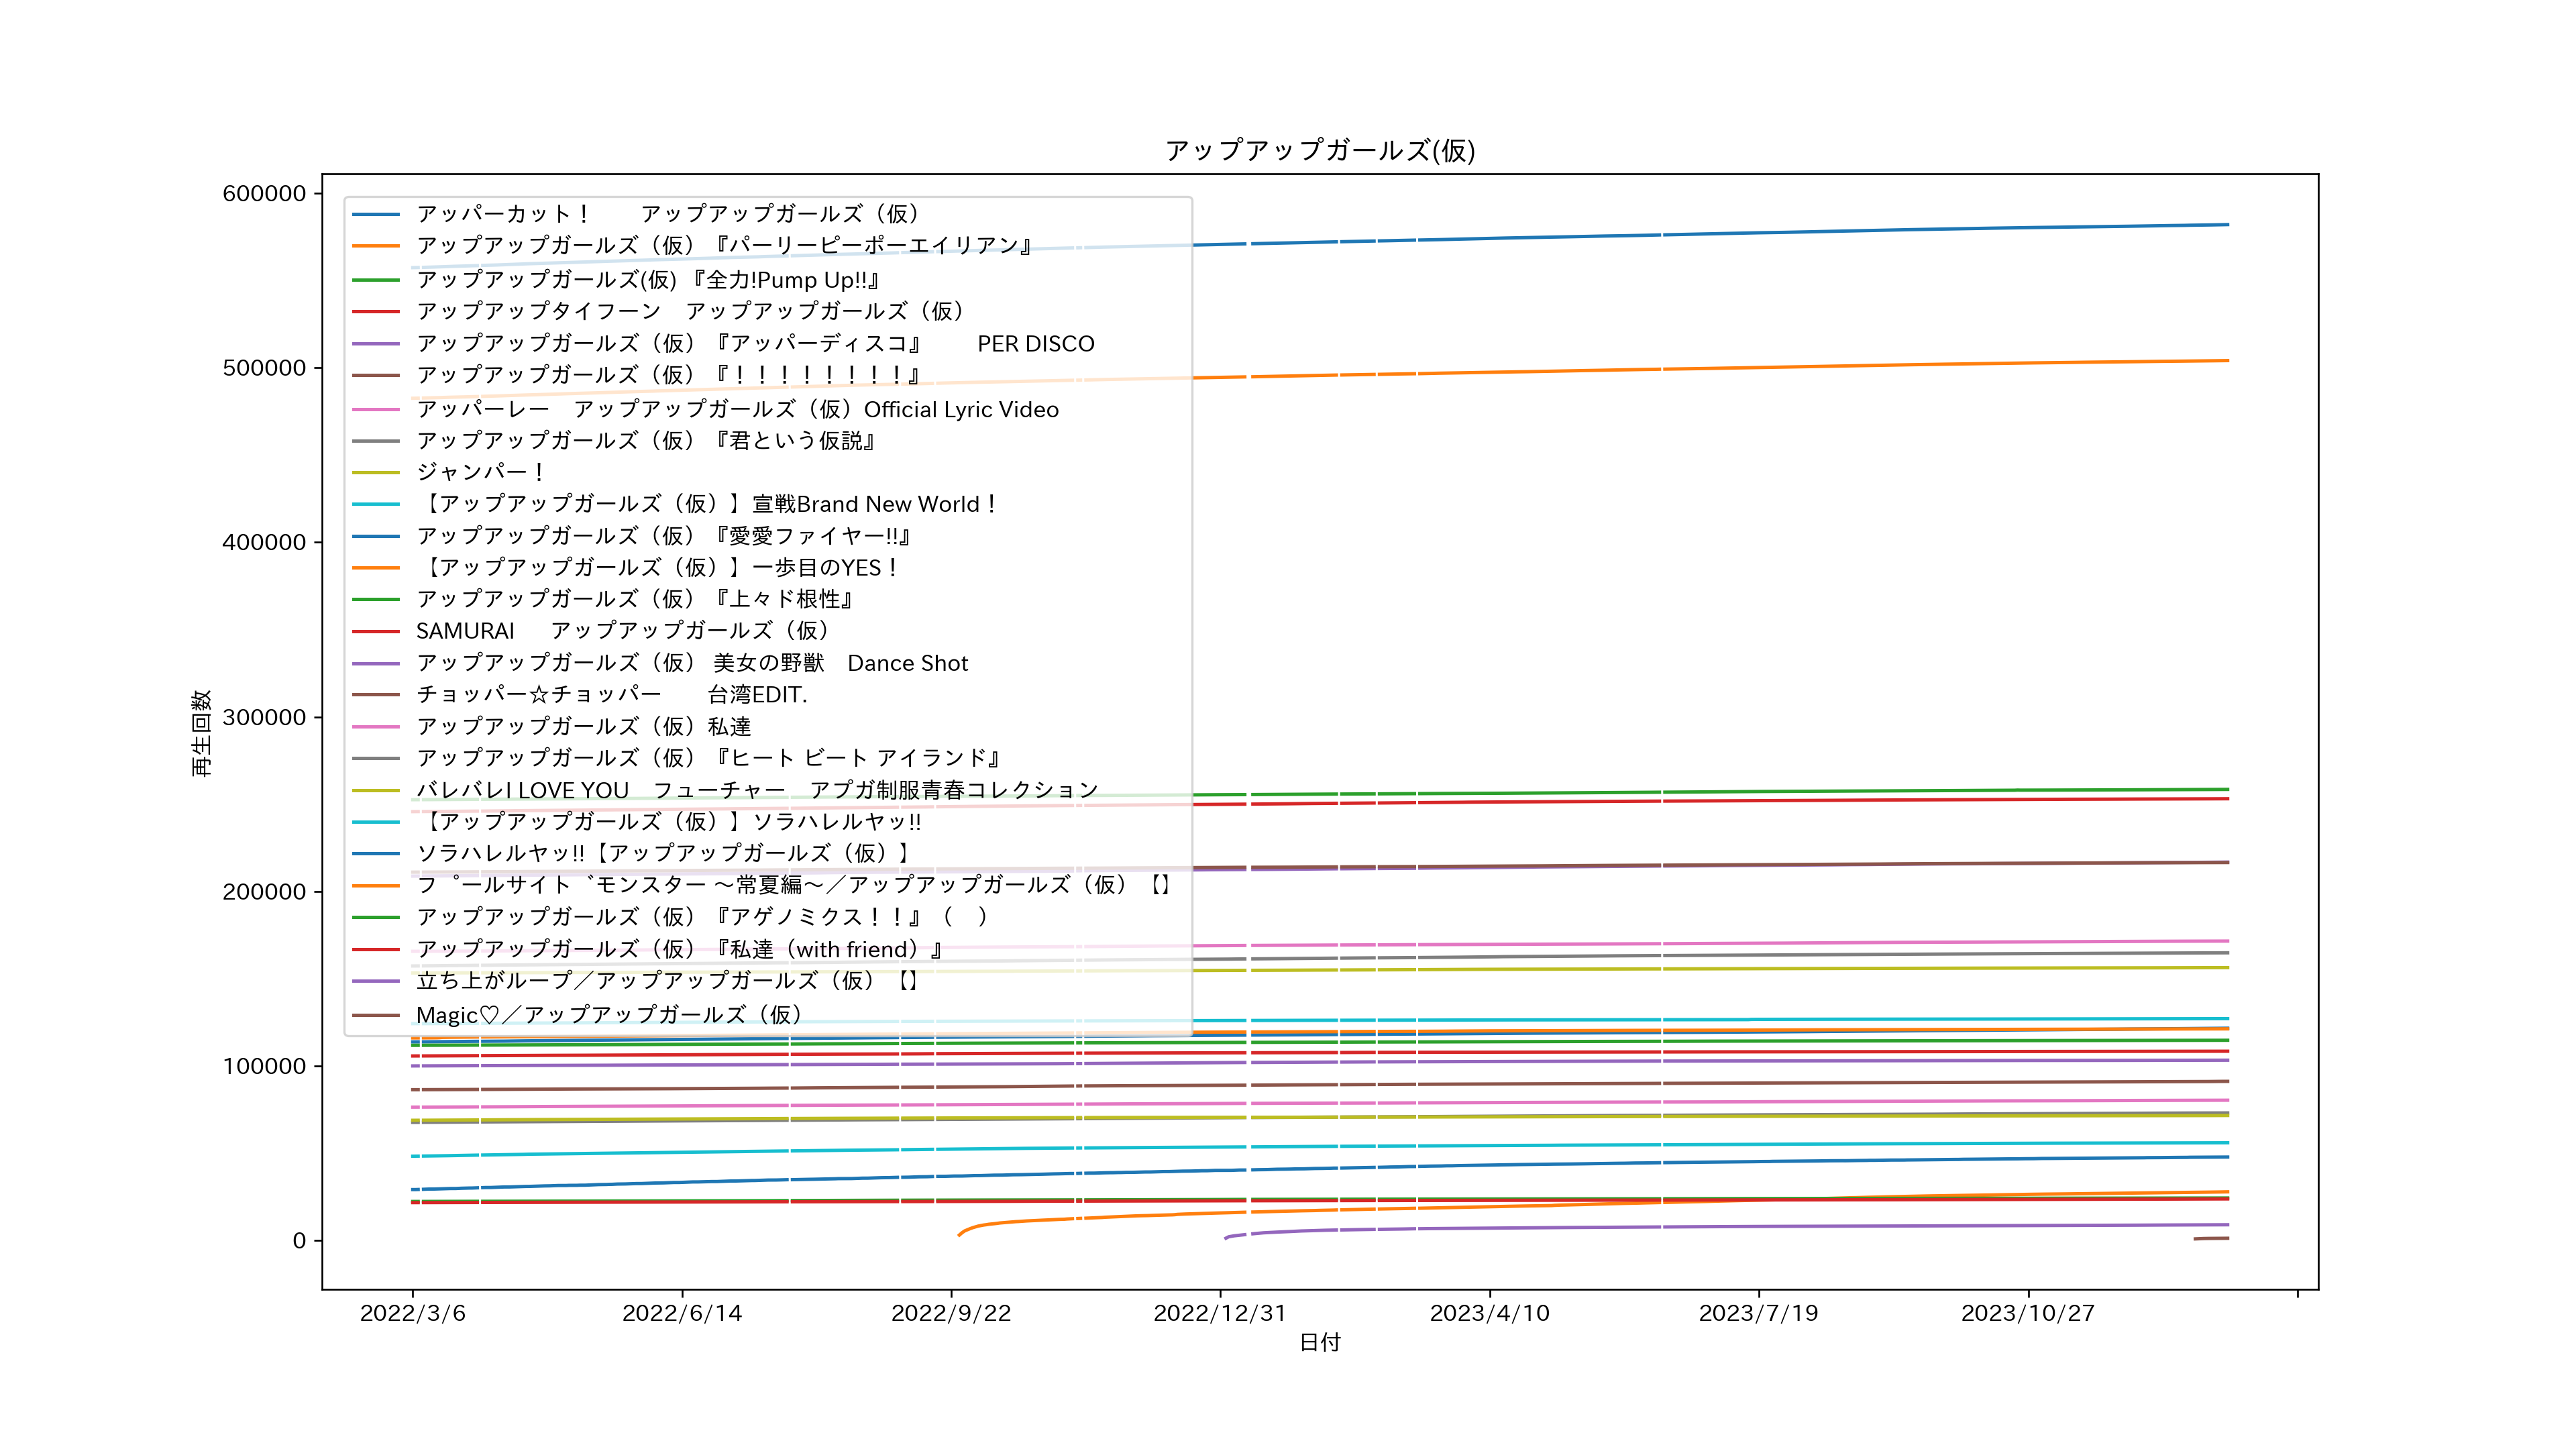 アップアップガールズ(仮)
600000
500000
400000
300000
200000
100000
0
再生回数
アッパーカット！　　アップアップガールズ（仮）
アップアップガールズ（仮）『パーリーピーポーエイリアン』
アップアップガールズ(仮) 『全力!Pump Up!!』
アップアップタイフーン　アップアップガールズ（仮）
アップアップガールズ（仮）『アッパーディスコ』　　PER DISCO
アップアップガールズ（仮）『！！！！！！！！』
アッパーレー　アップアップガールズ（仮）Official Lyric Video
アップアップガールズ（仮）『君という仮説』
ジャンパー！
【アップアップガールズ（仮）】宣戦Brand New World！
アップアップガールズ（仮）『愛愛ファイヤー!!』
【アップアップガールズ（仮）】一歩目のYES！
アップアップガールズ（仮）『上々ド根性』
SAMURAI　 アップアップガールズ（仮）
アップアップガールズ（仮） 美女の野獣　Dance Shot
チョッパー☆チョッパー　　台湾EDIT.
アップアップガールズ（仮）私達
アップアップガールズ（仮）『ヒート ビート アイランド』
バレバレI LOVE YOU　フューチャー　アプガ制服青春コレクション
【アップアップガールズ（仮）】ソラハレルヤッ!!
ソラハレルヤッ!!【アップアップガールズ（仮）】
フ゜ールサイト゛モンスター 〜常夏編〜／アップアップガールズ（仮）【】
アップアップガールズ（仮）『アゲノミクス！！』（　）
アップアップガールズ（仮）『私達（with friend）』
立ち上がループ／アップアップガールズ（仮）【】
Magic♡／アップアップガールズ（仮）
2022/3/6 2022/6/14 2022/9/22 2022/12/31 2023/4/10 2023/7/19 2023/10/27
日付